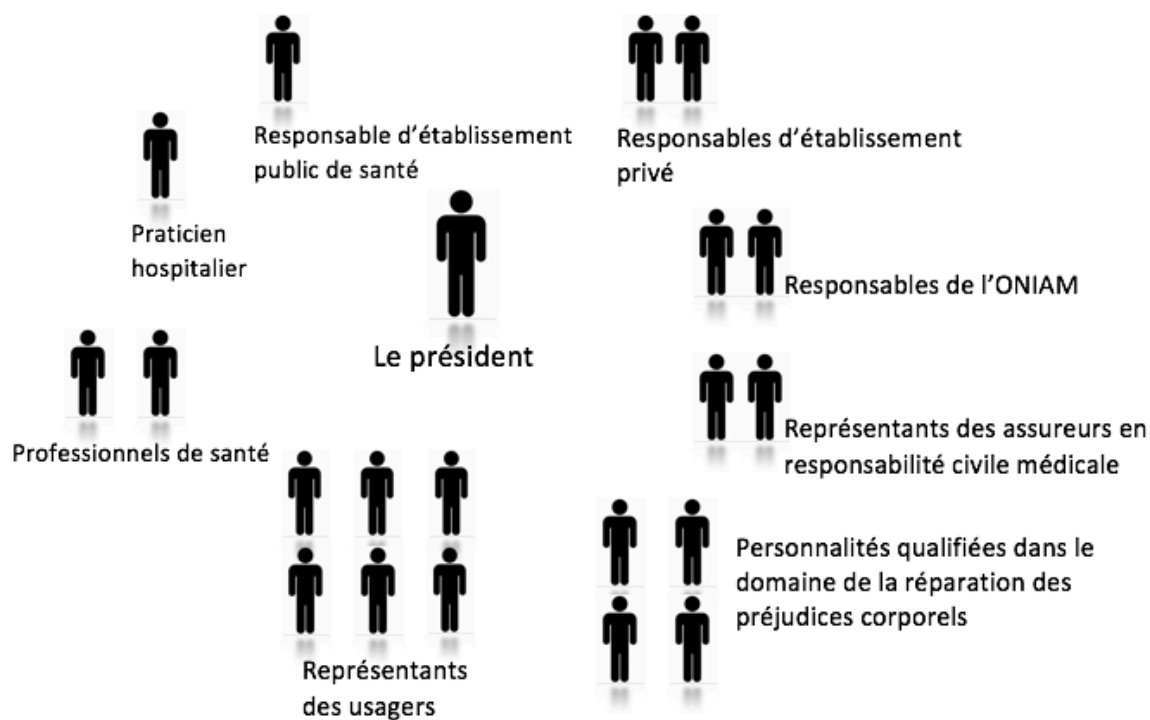 Responsable d'établissement
public de santé
Responsables d'établissement
privé
Praticien
hospitalier
Responsables de l'ONIAM
Le président
Professionnels de santé
Représentants des assureurs en
responsabilité civile médicale
Personnalités qualifiées dans le
domaine de la réparation des
préjudices corporels
Représentants
des usagers